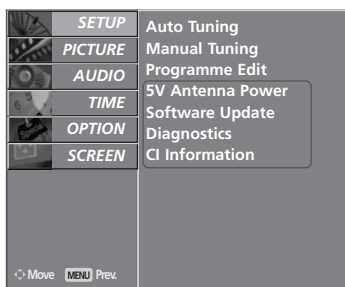 SETUP
PICTURE
AUDIO
TIME
OPTION
SCREEN
Auto Tuning
Manual Tuning
Programme Edit
5V Antenna Power
Software Update
Diagnostics
CI Information
Move MENU Prev.